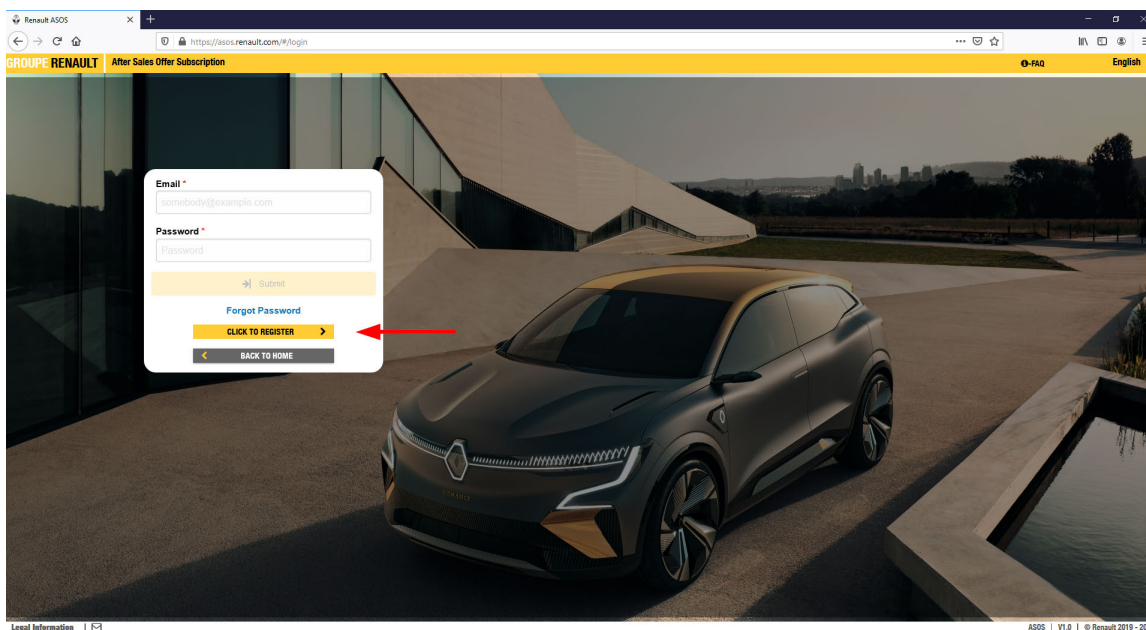 Renault ASOS
https://asos.renault.com/#/login
GROUPE RENAULT After Sales Offer Subscription
-FAQ
English
Email *
somebody@example.com
Password *
Password
Submit
Forgot Password
CLICK TO REGISTER
BACK TO HOME
RENAULT
Legal Information |
ASOS | V1.0 | © Renault 2019 - 20